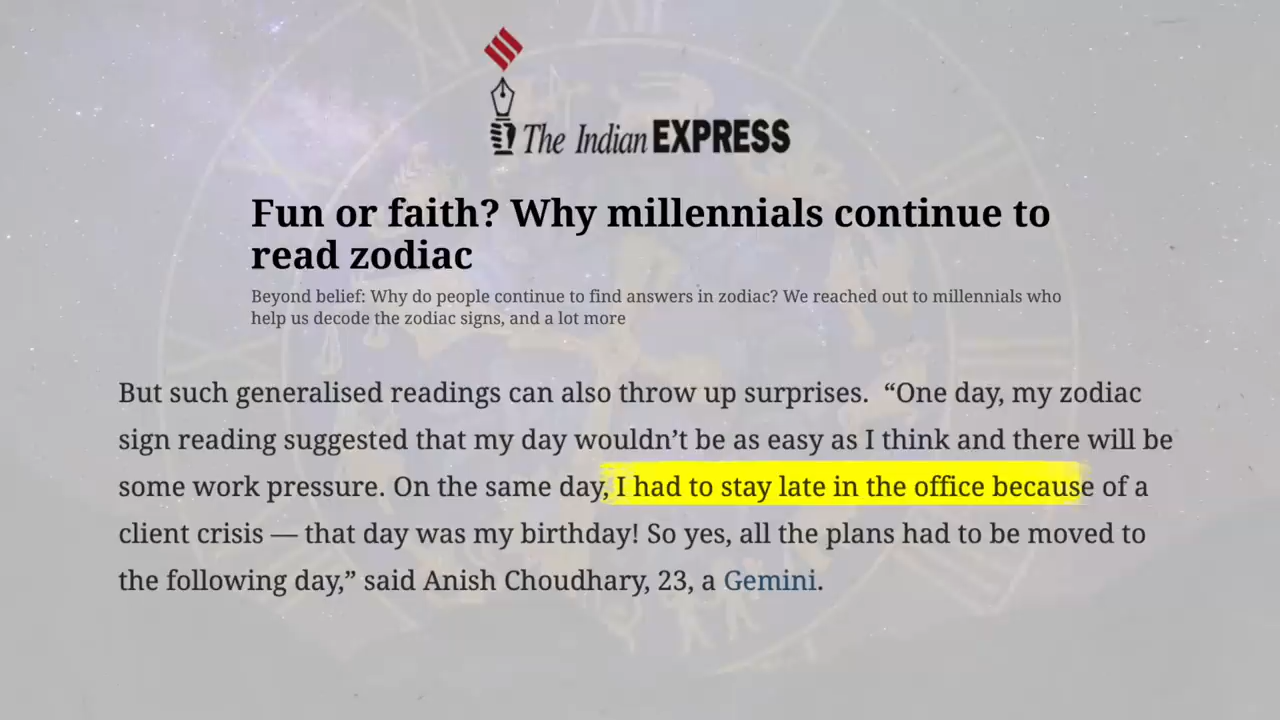 The Indian EXPRESS
Fun or faith? Why millennials continue to
read zodiac
Beyond belief: Why do people continue to find answers in zodiac? We reached out to millennials who
help us decode the zodiac signs, and a lot more
But such generalised readings can also throw up surprises.  “One day, my zodiac
sign reading suggested that my day wouldn’t be as easy as I think and there will be
some work pressure. On the same day, I had to stay late in the office because of a
client crisis — that day was my birthday! So yes, all the plans had to be moved to
the following day,” said Anish Choudhary, 23, a Gemini.